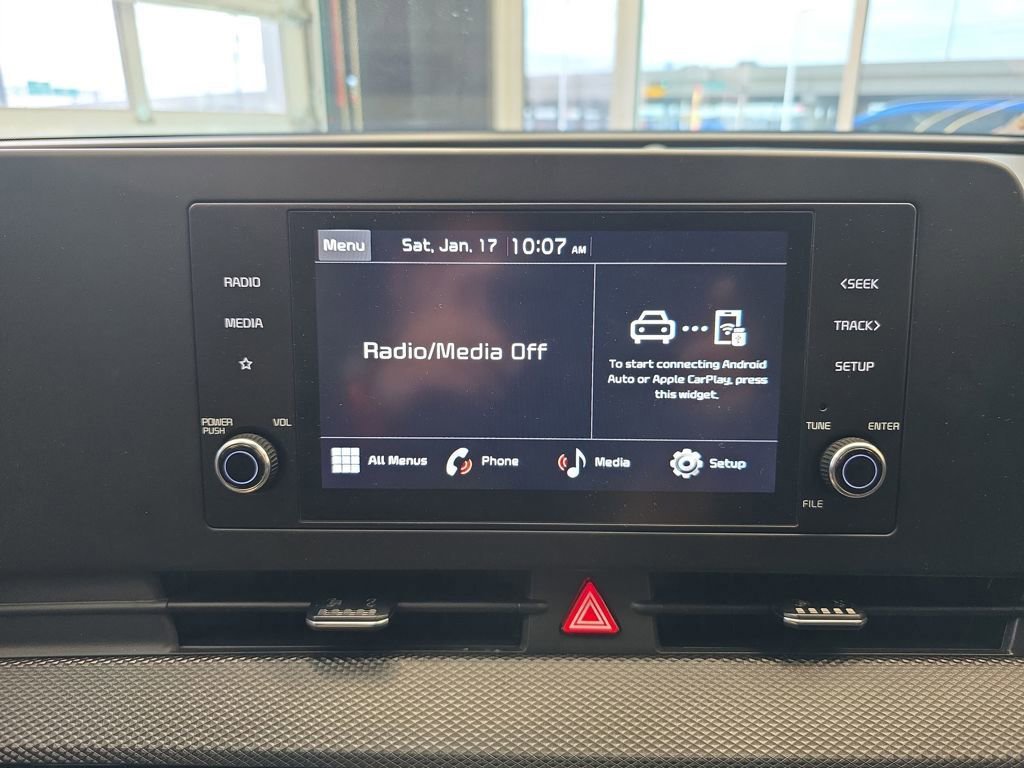 Menu Sat, Jan. 17 10:07 AM
RADIO
MEDIA
POWER
PUSH
VOL
Radio/Media Off
To start connecting Android
Auto or Apple CarPlay, press
this widget.
All Menus Phone Media Setup
<SEEK
TRACK>
SETUP
TUNE
ENTER
FILE